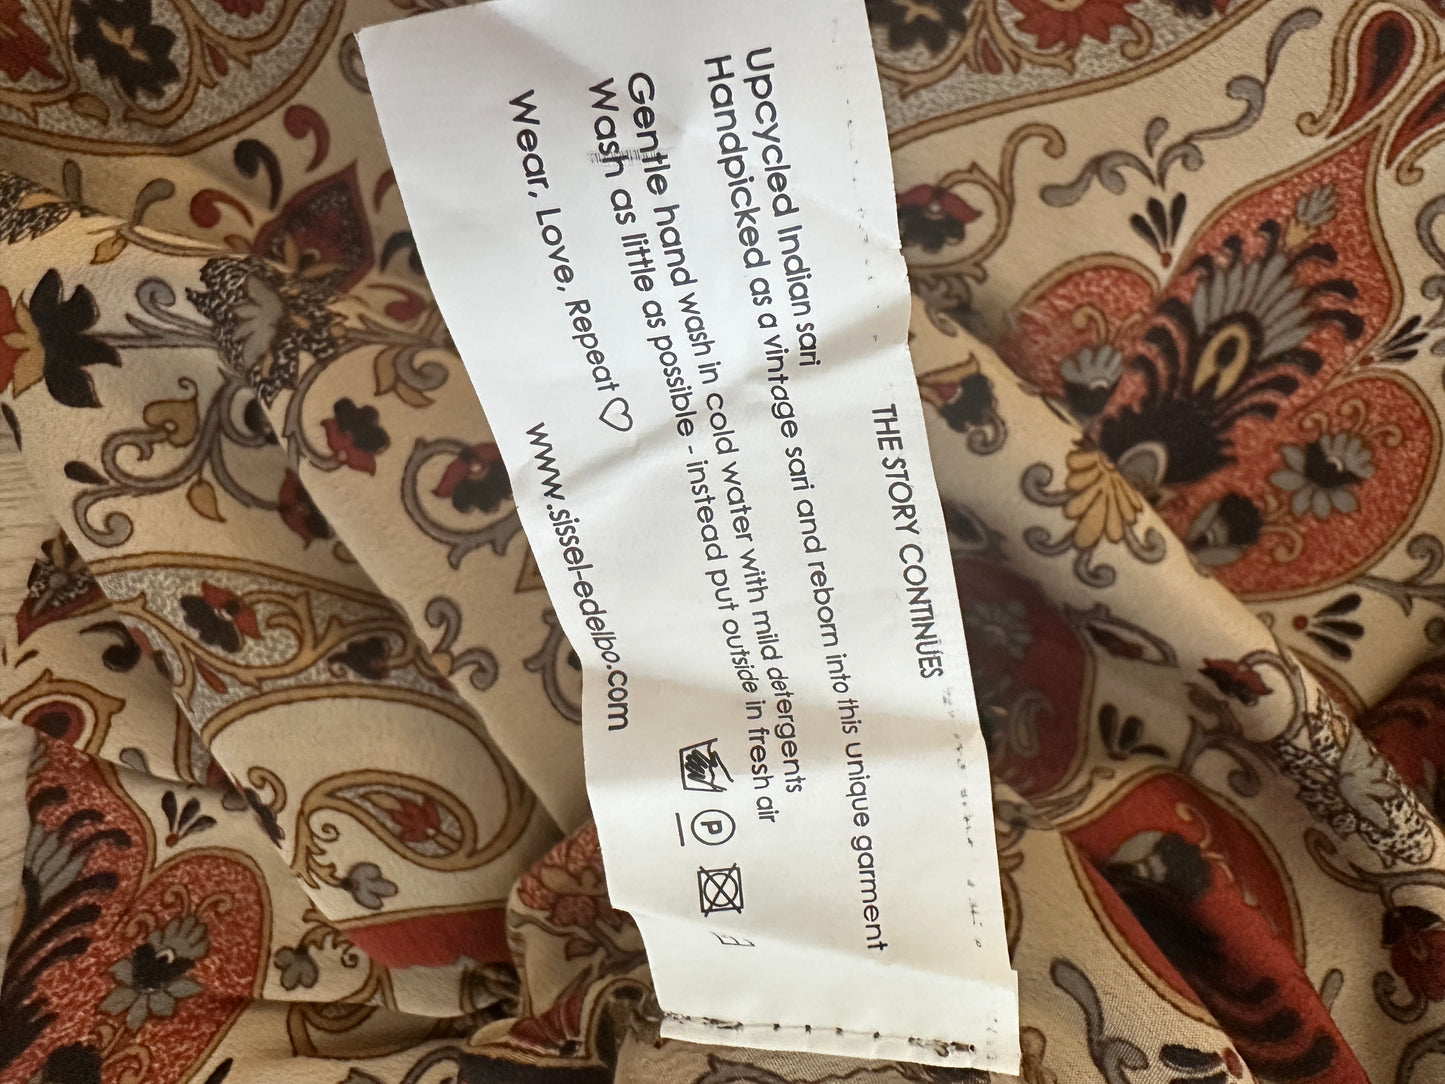 THE STORY CONTINUES
Upcycled Indian sari
Handpicked as a vintage sari and reborn into this unique garment
Gentle hand wash in cold water with mild detergents
Wash as little as possible - instead put outside in fresh air
Wear, Love, Repeat♡
www.sissel-edelbo.com
P